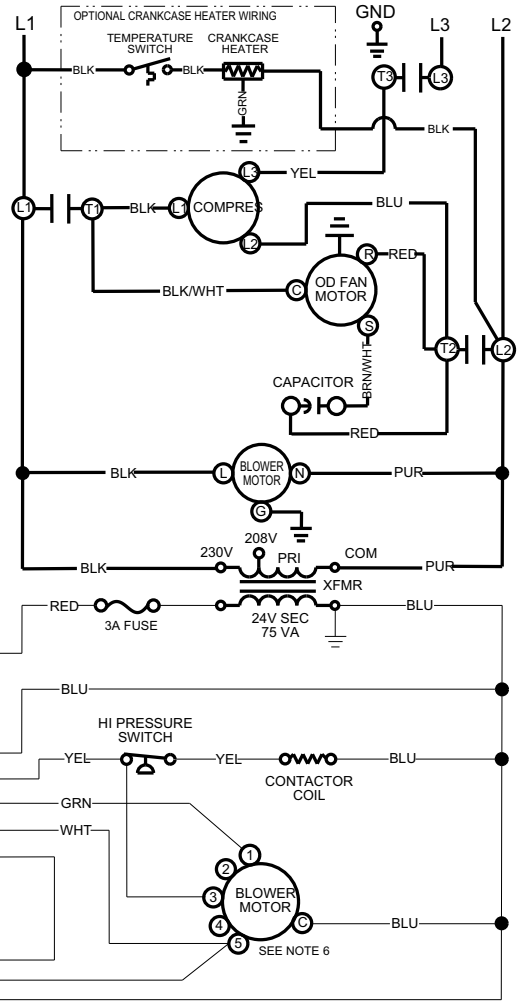 L1
OPTIONAL CRANKCASE HEATER WIRING
GND
L3
L2
TEMPERATURE
SWITCH
CRANKCASE
HEATER
BLK
BLK
GRN
T3
L3
BLK
L3
YEL
L1
T1
BLK
L1
COMPRES
L2
BLU
R
RED
BLK/WHT
C
OD FAN
MOTOR
S
T2
L2
BRN/WHT
CAPACITOR
RED
BLK
L
BLOWER
MOTOR
N
PUR
G
208V
230V
PRI
COM
BLK
PUR
XFMR
RED
3A FUSE
24V SEC
75 VA
BLU
BLU
HI PRESSURE
SWITCH
YEL
YEL
BLU
CONTACTOR
COIL
GRN
WHT
1
2
3
BLOWER
MOTOR
4
C
BLU
5
SEE NOTE 6